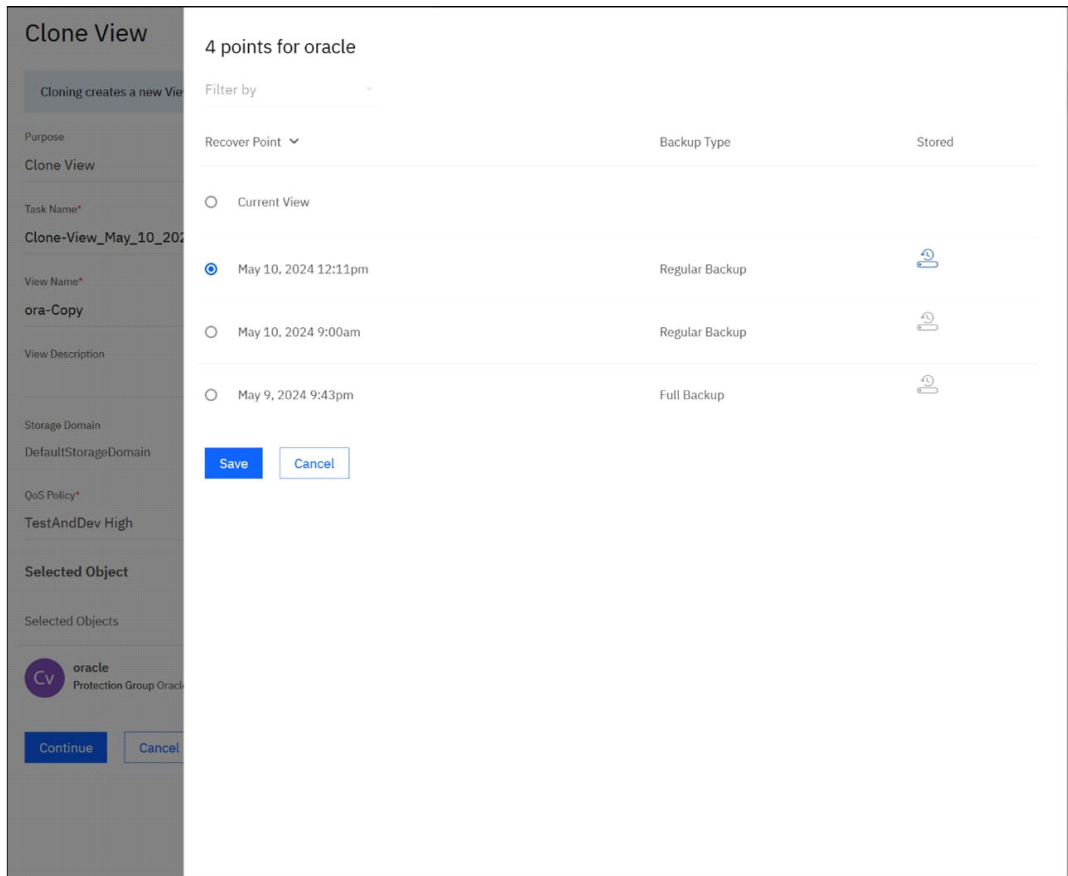 Clone View
Cloning creates a new Vie
Purpose
Clone View
Task Name*
Clone-View_May_10_202
View Name*
ora-Copy
View Description
Storage Domain
DefaultStorageDomain
QoS Policy*
TestAndDev High
Selected Object
Selected Objects
Cv
oracle
Protection Group Oracl
Continue
Cancel
4 points for oracle
Filter by
Recover Point
Backup Type
Stored
Current View
May 10, 2024 12:11pm
Regular Backup
May 10, 2024 9:00am
Regular Backup
May 9, 2024 9:43pm
Full Backup
Save
Cancel